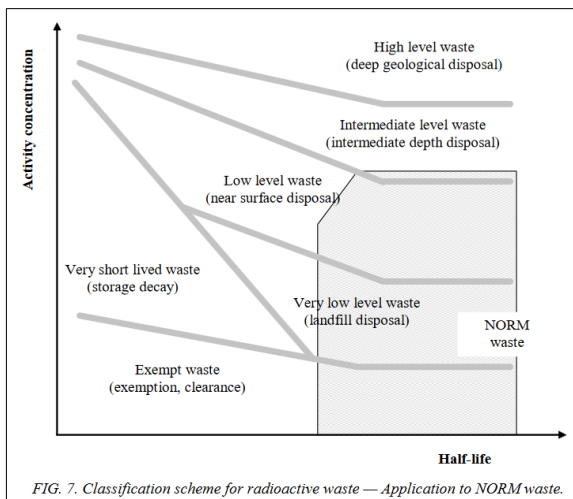 High level waste
(deep geological disposal)
Activity concentration
Intermediate level waste
(intermediate depth disposal)
Low level waste
(near surface disposal)
Very short lived waste
(storage decay)
Very low level waste
(landfill disposal)
NORM
waste
Exempt waste
(exemption, clearance)
Half-life
FIG. 7. Classification scheme for radioactive waste — Application to NORM waste.